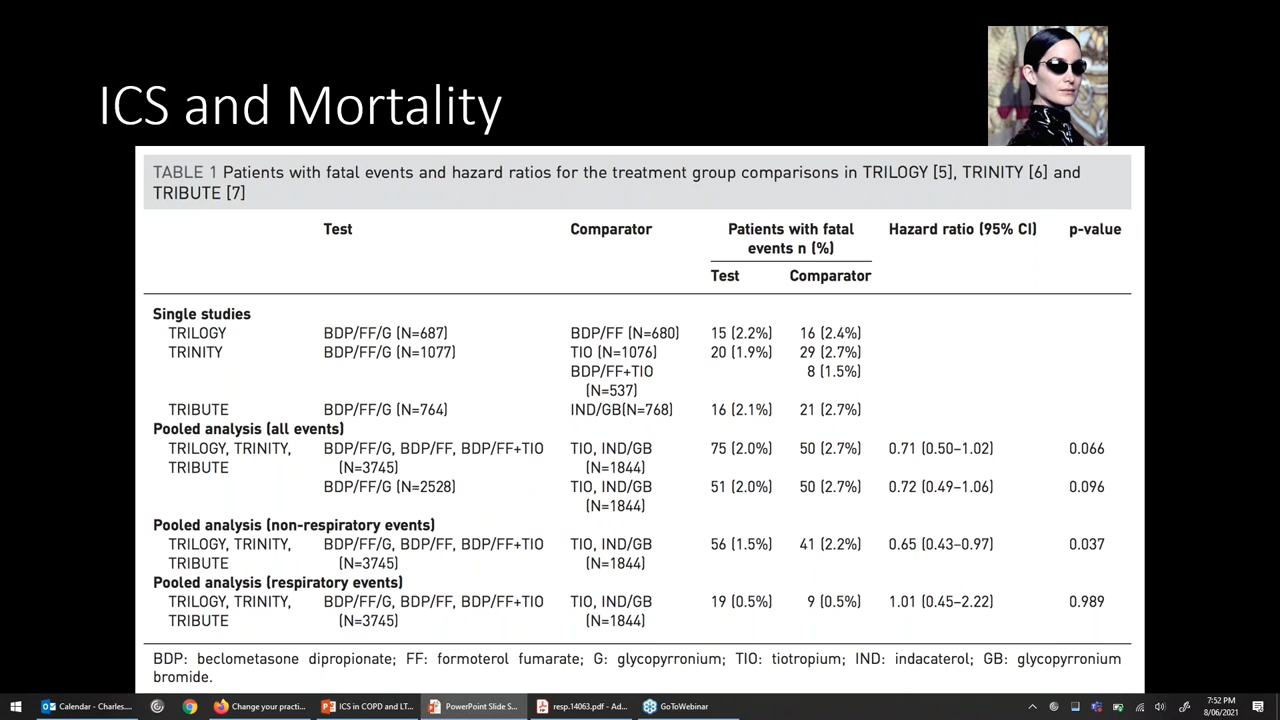 ICS and Mortality
TABLE 1 Patients with fatal events and hazard ratios for the treatment group comparisons in TRILOGY [5], TRINITY [6] and
TRIBUTE [7]
Test Comparator Patients with fatal Hazard ratio (95% CI) p-value
events n (%)
Test Comparator
Single studies
TRILOGY BDP/FF/G (N=687) BDP/FF (N=680) 15 (2.2%) 16 (2.4%)
TRINITY BDP/FF/G (N=1077) TIO (N=1076) 20 (1.9%) 29 (2.7%)
BDP/FF+TIO 8 (1.5%)
(N=537)
TRIBUTE BDP/FF/G (N=764) IND/GB(N=768) 16 (2.1%) 21 (2.7%)
Pooled analysis (all events)
TRILOGY, TRINITY, BDP/FF/G, BDP/FF, BDP/FF+TIO TIO, IND/GB 75 (2.0%) 50 (2.7%) 0.71 (0.50–1.02) 0.066
TRIBUTE (N=3745) (N=1844)
BDP/FF/G (N=2528) TIO, IND/GB 51 (2.0%) 50 (2.7%) 0.72 (0.49–1.06) 0.096
(N=1844)
Pooled analysis (non-respiratory events)
TRILOGY, TRINITY, BDP/FF/G, BDP/FF, BDP/FF+TIO TIO, IND/GB 56 (1.5%) 41 (2.2%) 0.65 (0.43–0.97) 0.037
TRIBUTE (N=3745) (N=1844)
Pooled analysis (respiratory events)
TRILOGY, TRINITY, BDP/FF/G, BDP/FF, BDP/FF+TIO TIO, IND/GB 19 (0.5%) 9 (0.5%) 1.01 (0.45–2.22) 0.989
TRIBUTE (N=3745) (N=1844)
BDP: beclometasone dipropionate; FF: formoterol fumarate; G: glycopyrronium; TIO: tiotropium; IND: indacaterol; GB: glycopyrronium
bromide.
Calendar - Charles.... Change your practi... ICS in COPD and LT... PowerPoint Slide S... resp.14063.pdf - Ad... GoToWebinar 7:52 PM
8/06/2021